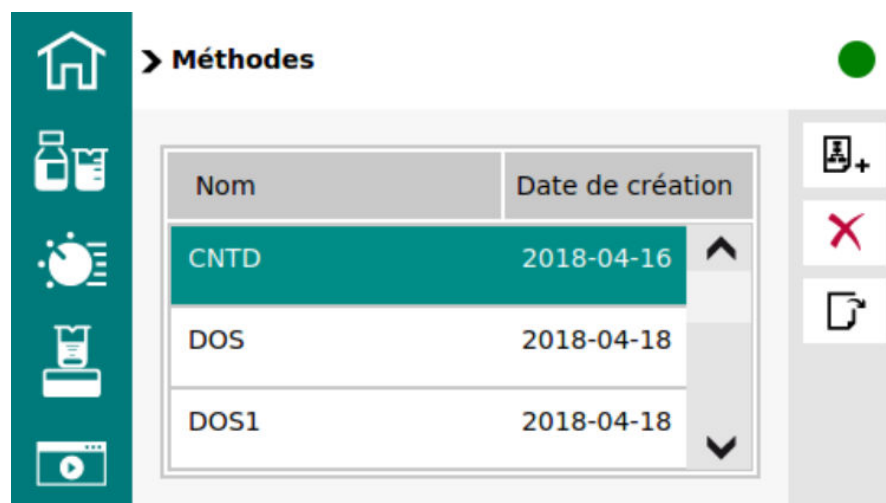 Méthodes
Nom Date de création
CNTD 2018-04-16
DOS 2018-04-18
DOS1 2018-04-18